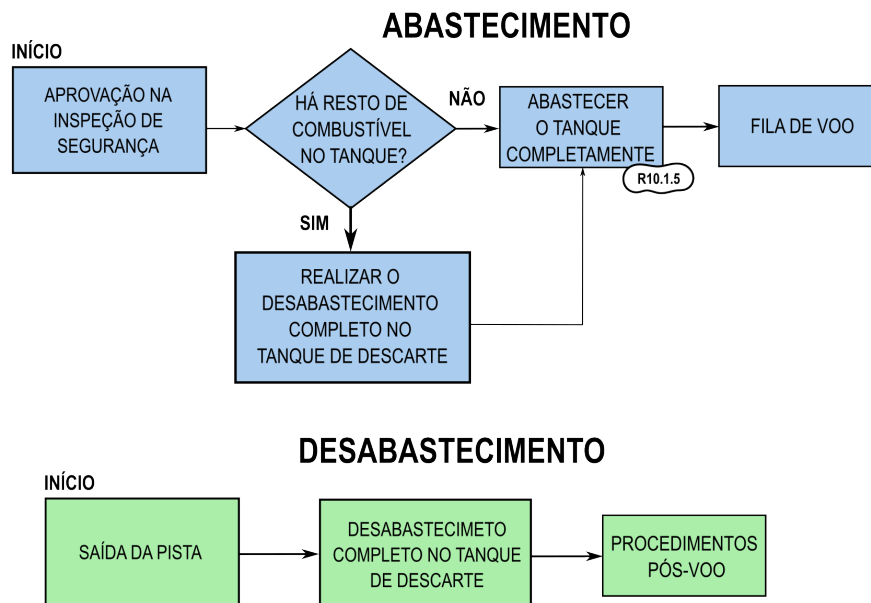 ABASTECIMENTO
INÍCIO
APROVAÇÃO NA
INSPEÇÃO DE
SEGURANÇA
HÁ RESTO DE
COMBUSTÍVEL
NO TANQUE?
NÃO
ABASTECER
O TANQUE
COMPLETAMENTE
R10.1.5
FILA DE VOO
SIM
REALIZAR O
DESABASTECIMENTO
COMPLETO NO
TANQUE DE DESCARTE
DESABASTECIMENTO
INÍCIO
SAÍDA DA PISTA
DESABASTECIMETO
COMPLETO NO TANQUE
DE DESCARTE
PROCEDIMENTOS
PÓS-VOO